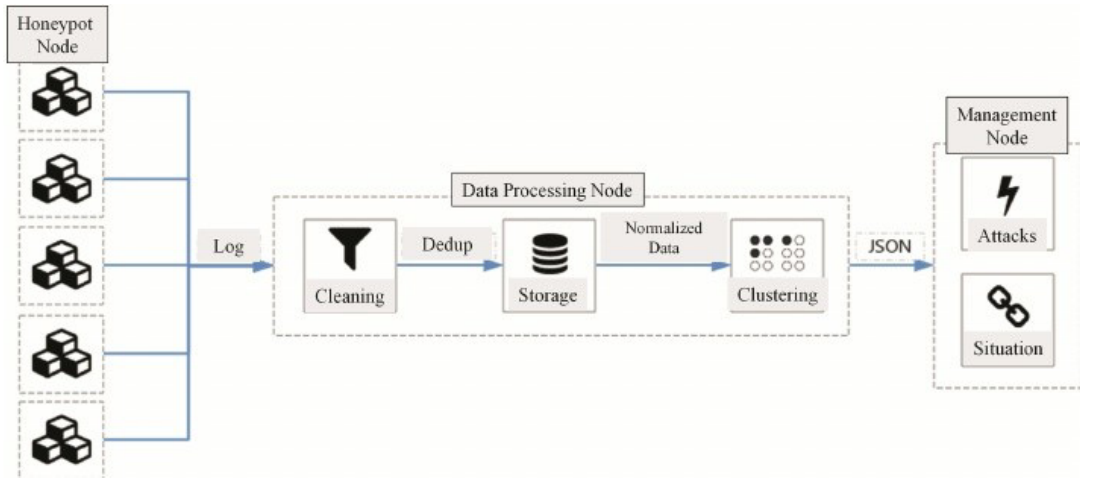 Honeypot
Node
Log
Data Processing Node
Cleaning
Dedup
Storage
Normalized
Data
Clustering
JSON
Management
Node
Attacks
Situation